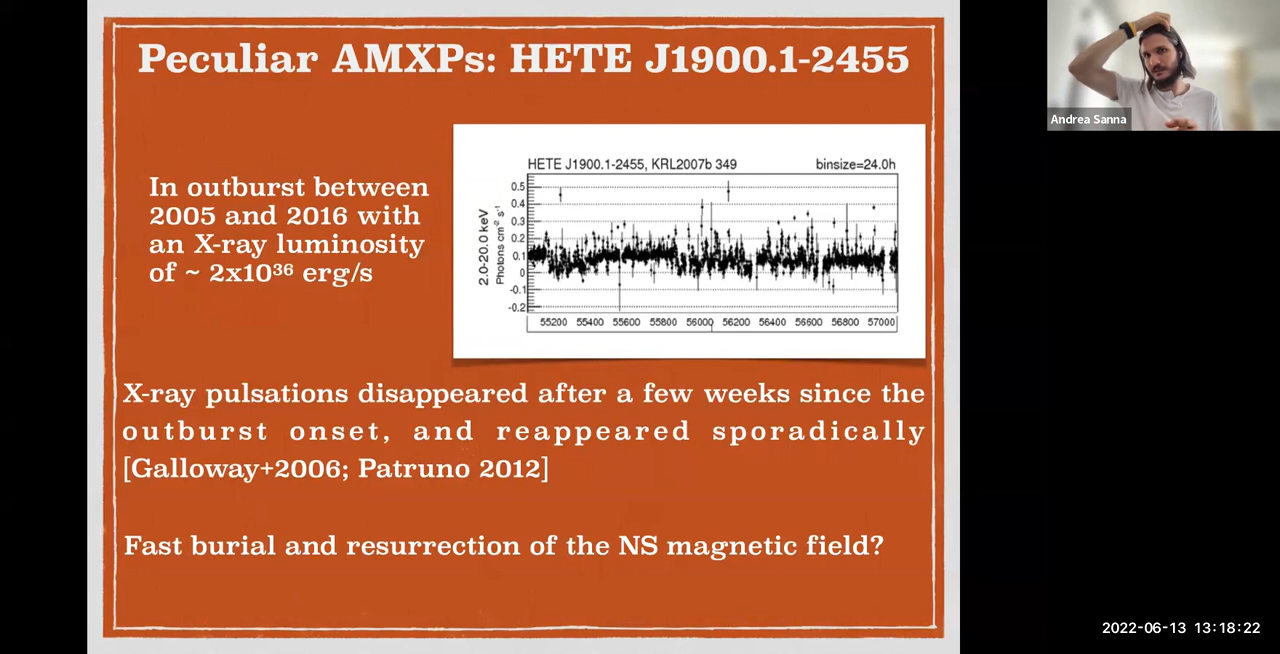 Peculiar AMXPs: HETE J1900.1-2455
In outburst between
2005 and 2016 with
an X-ray luminosity
of ~ 2x10³⁶ erg/s
HETE J1900.1-2455, KRL2007b 349
binsize=24.0h
2.0-20.0 keV
Photons cm⁻² s⁻¹
0.5
0.4
0.3
0.2
0.1
0
-0.1
-0.2
55200 55400 55600 55800 56000 56200 56400 56600 56800 57000
X-ray pulsations disappeared after a few weeks since the
outburst onset, and reappeared sporadically
[Galloway+2006; Patruno 2012]
Fast burial and resurrection of the NS magnetic field?
Andrea Sanna
2022-06-13 13:18:22